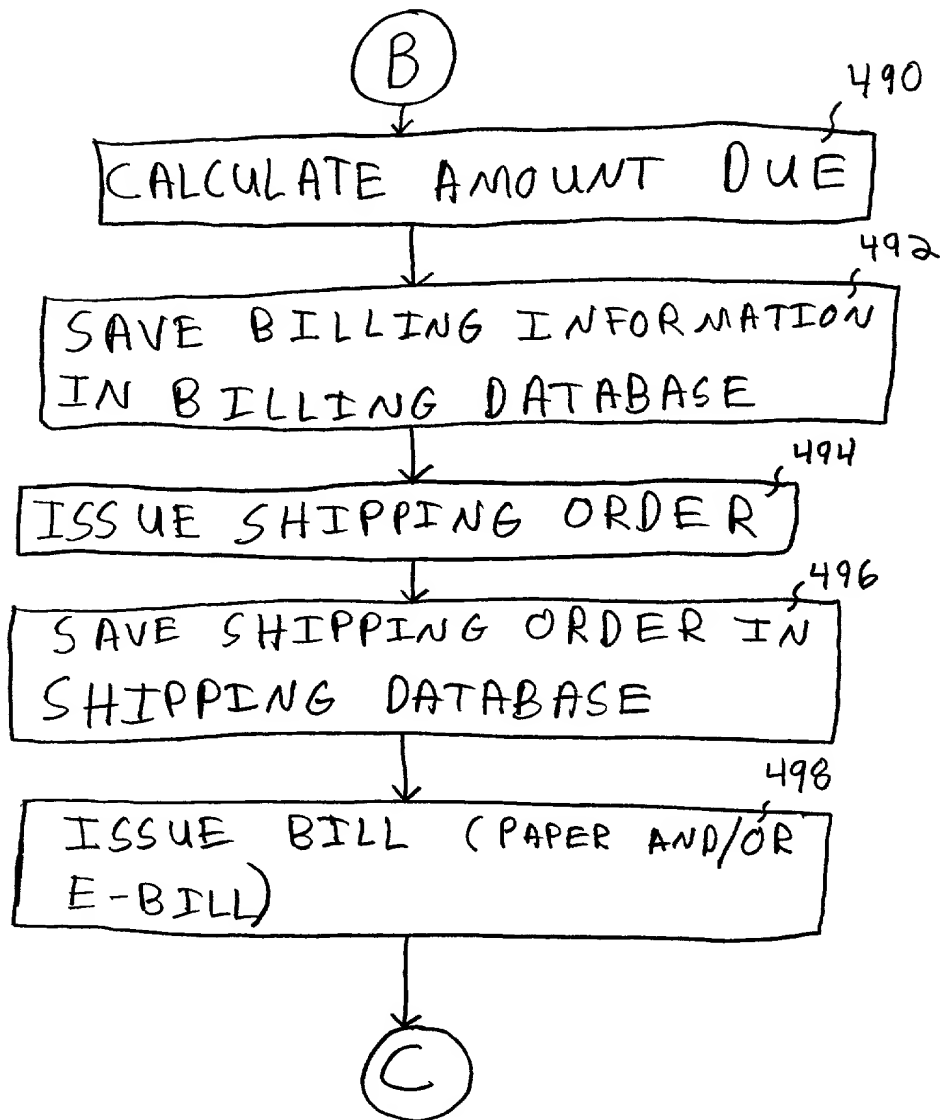 B
490
CALCULATE AMOUNT DUE
492
SAVE BILLING INFORMATION
IN BILLING DATABASE
494
ISSUE SHIPPING ORDER
496
SAVE SHIPPING ORDER IN
SHIPPING DATABASE
498
ISSUE BILL (PAPER AND/OR
E-BILL)
C